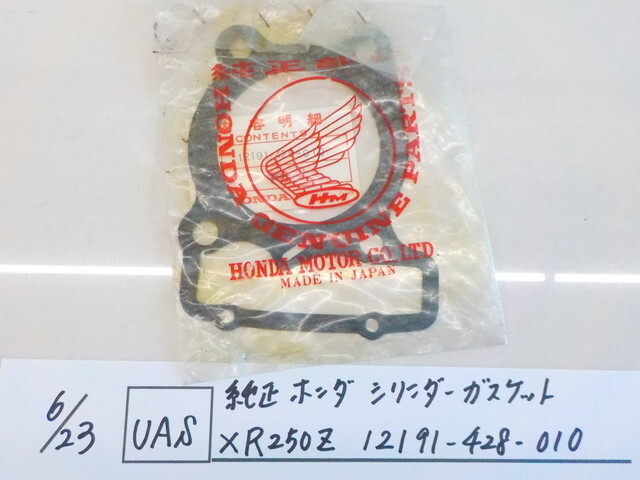 純正部
HONDA GENUINE PARTS
容明細
CONTENTS
12191
HM
HONDA
HONDA MOTOR CO., LTD.
MADE IN JAPAN
6/23
UAS
純正 ホンダ シリンダーガスケット
XR250Z 12191-428-010